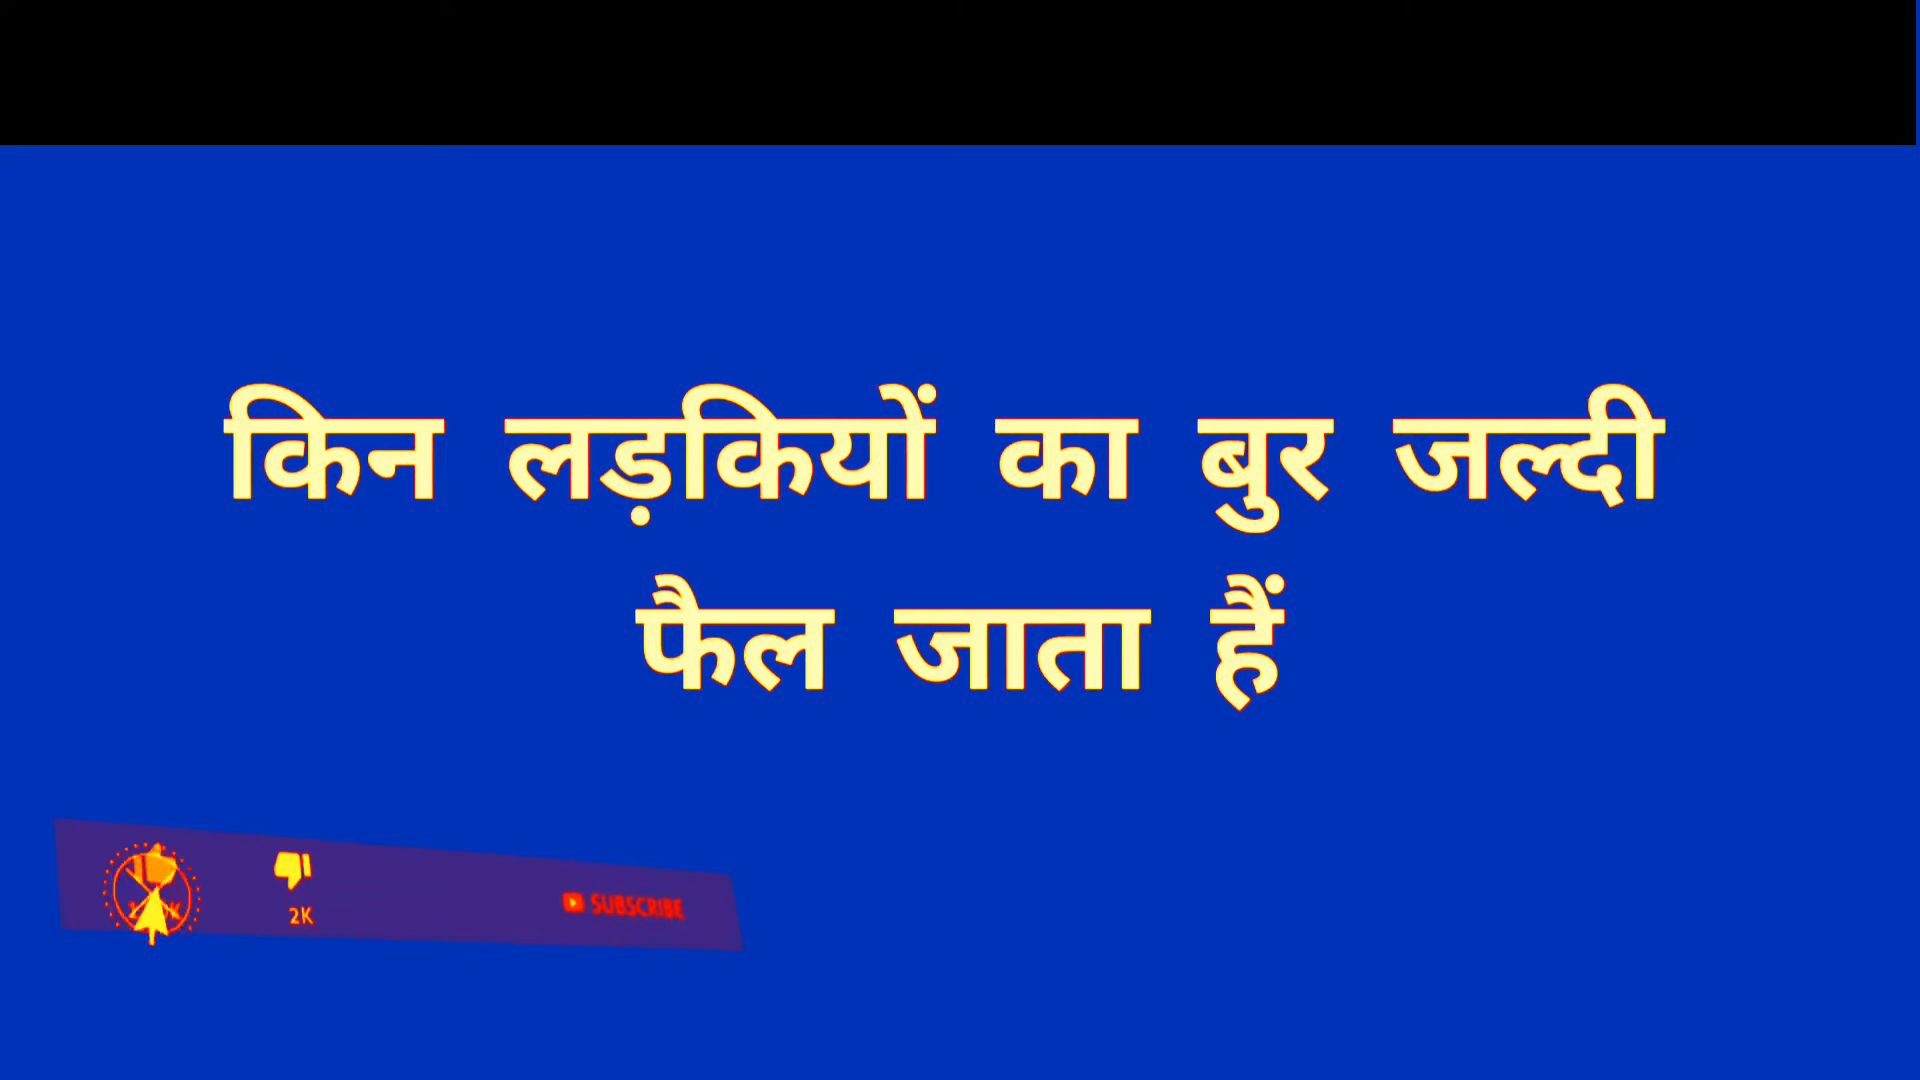 किन लड़कियों का बुर जल्दी
फैल जाता हैं
2K
SUBSCRIBE